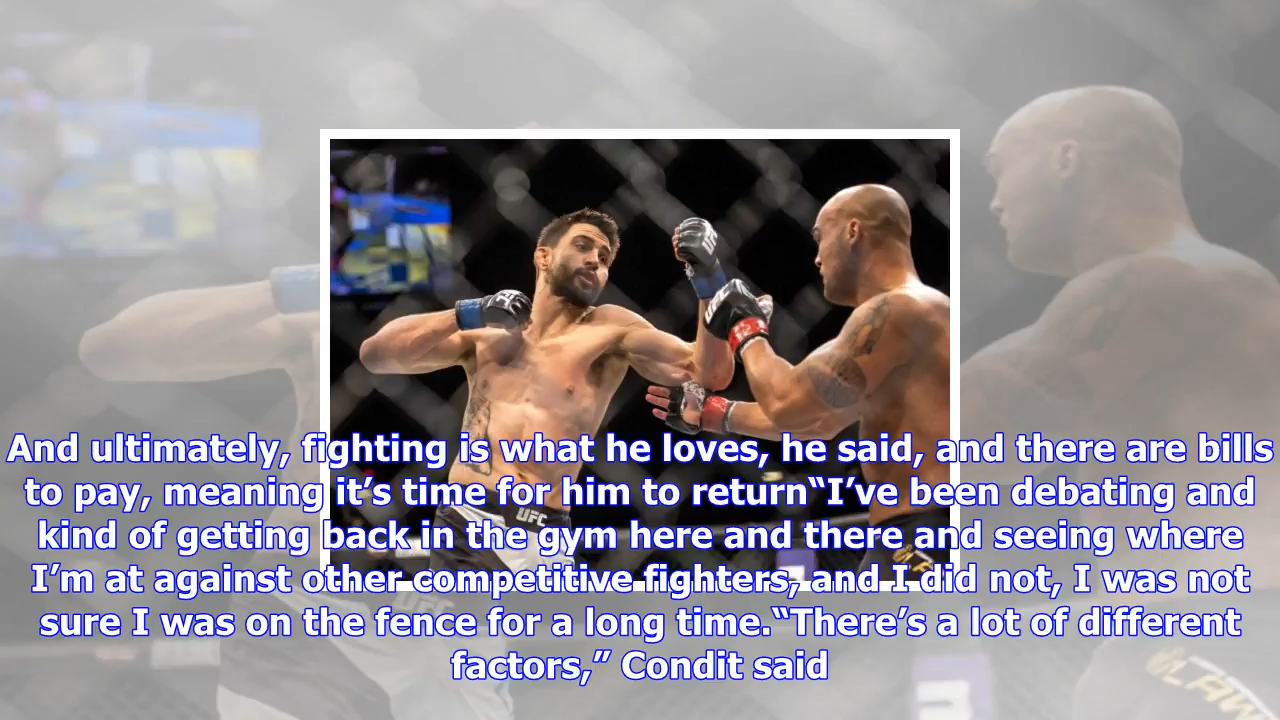 And ultimately, fighting is what he loves, he said, and there are bills
to pay, meaning it’s time for him to return“I’ve been debating and
kind of getting back in the gym here and there and seeing where
I’m at against other competitive fighters, and I did not, I was not
sure I was on the fence for a long time.“There’s a lot of different
factors,” Condit said
UFC
UFC
UFC